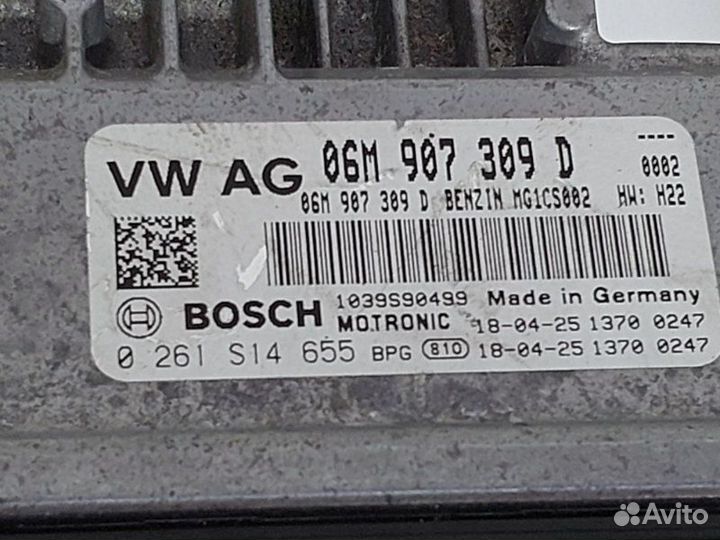 VW AG 06M 907 309 D ----
06M 907 309 D BENZIN MG1CS002 0002
HW: H22
BOSCH 1039S90499 Made in Germany
MOTRONIC 18-04-25 1370 0247
0 261 S14 655 BPG 810 18-04-25 1370 0247
Avito